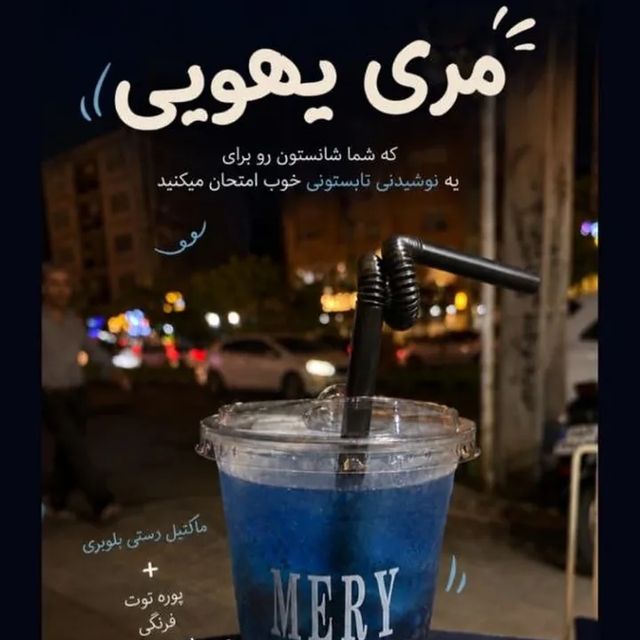 مری یهویی
که شما شانستون رو برای
یه نوشیدنی تابستونی خوب امتحان میکنید
ماکتیل رستی بلوبری
+
پوره توت
فرنگی
MERY